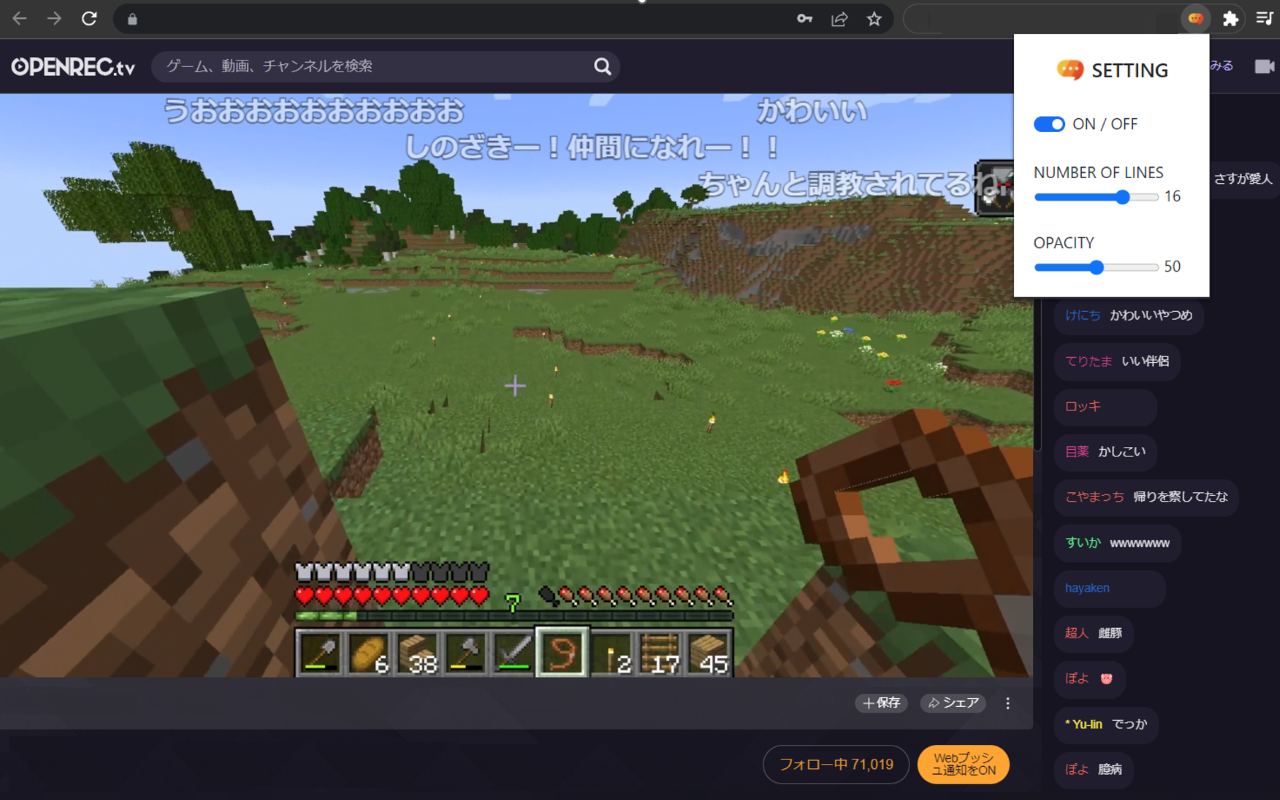 OPENREC.tv
ゲーム、動画、チャンネルを検索
みる
SETTING
ON / OFF
NUMBER OF LINES
16
OPACITY
50
うおおおおおおおおおお
かわいい
しのざきー！仲間になれー！！
ちゃんと調教されてるね
さすが愛人
けにち かわいいやつめ
てりたま いい伴侶
ロッキ
目薬 かしこい
こやまっち 帰りを察してたな
すいか wwwwwww
hayaken
超人 雌豚
ぽよ
* Yu-lin でっか
ぽよ 臆病
7
6
38
2
17
45
保存
シェア
フォロー中 71,019
Webプッシ
ュ通知をON